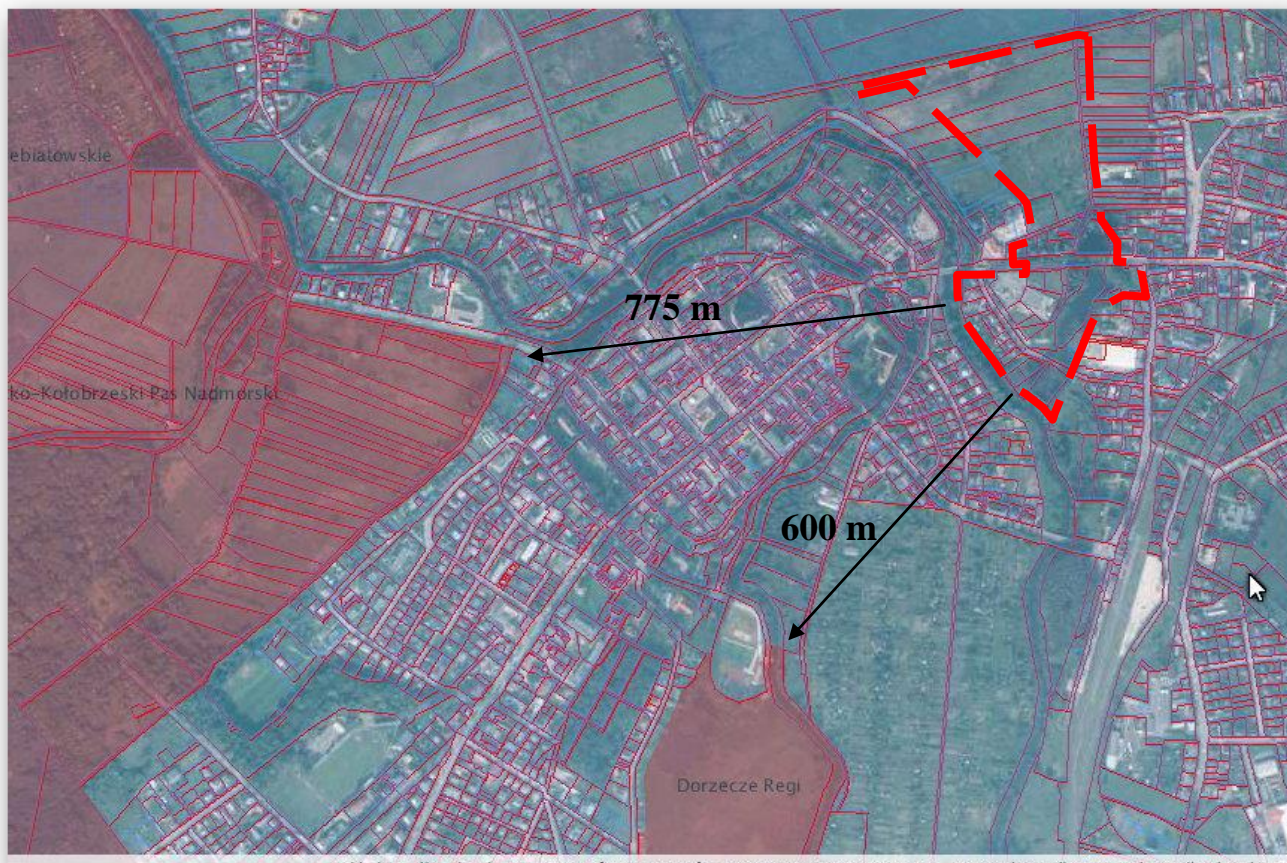 ebiatowskie
775 m
ko-Kołobrzeski Pas Nadmorski
600 m
Dorzecze Regi